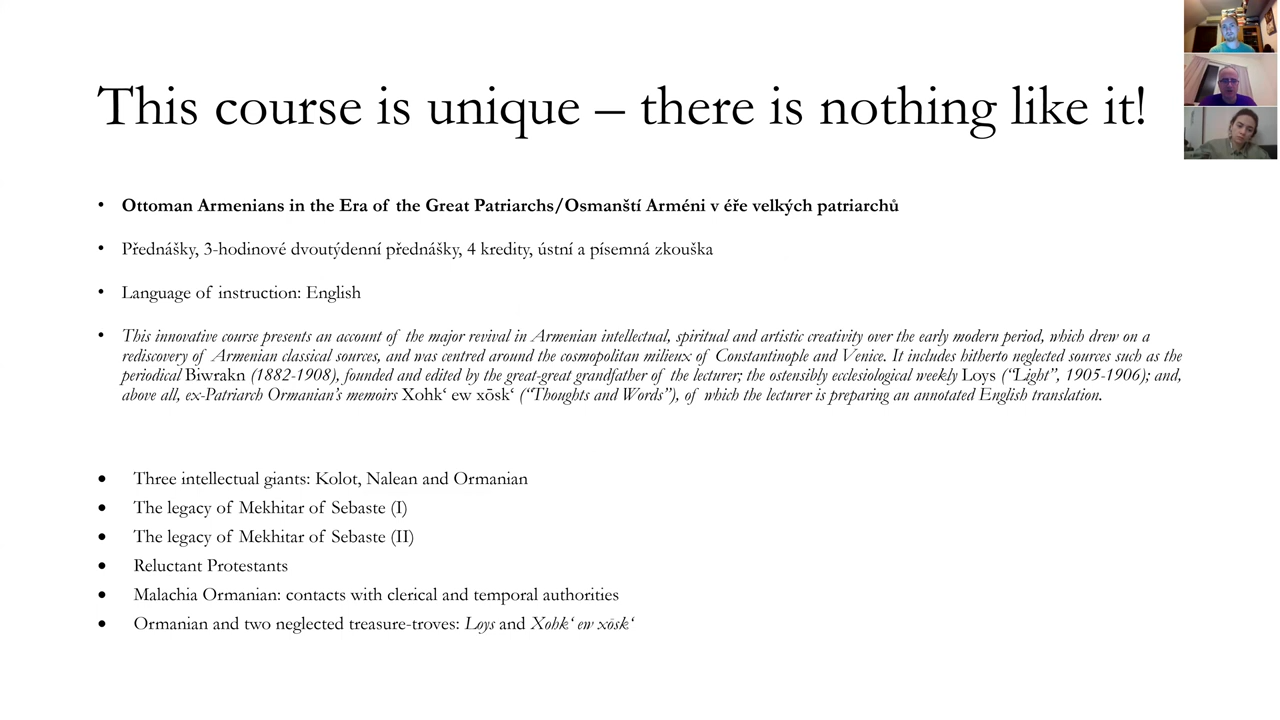 This course is unique – there is nothing like it!
• Ottoman Armenians in the Era of the Great Patriarchs/Osmanští Arméni v éře velkých patriarchů
• Přednášky, 3-hodinové dvoutýdenní přednášky, 4 kredity, ústní a písemná zkouška
• Language of instruction: English
• This innovative course presents an account of the major revival in Armenian intellectual, spiritual and artistic creativity over the early modern period, which drew on a
rediscovery of Armenian classical sources, and was centred around the cosmopolitan milieux of Constantinople and Venice. It includes hitherto neglected sources such as the
periodical Biwrakn (1882-1908), founded and edited by the great-great grandfather of the lecturer; the ostensibly ecclesiological weekly Loys (“Light”, 1905-1906); and,
above all, ex-Patriarch Ormanian’s memoirs Xohk‘ ew xōsk‘ (“Thoughts and Words”), of which the lecturer is preparing an annotated English translation.
• Three intellectual giants: Kolot, Nalean and Ormanian
• The legacy of Mekhitar of Sebaste (I)
• The legacy of Mekhitar of Sebaste (II)
• Reluctant Protestants
• Malachia Ormanian: contacts with clerical and temporal authorities
• Ormanian and two neglected treasure-troves: Loys and Xohk‘ ew xōsk‘